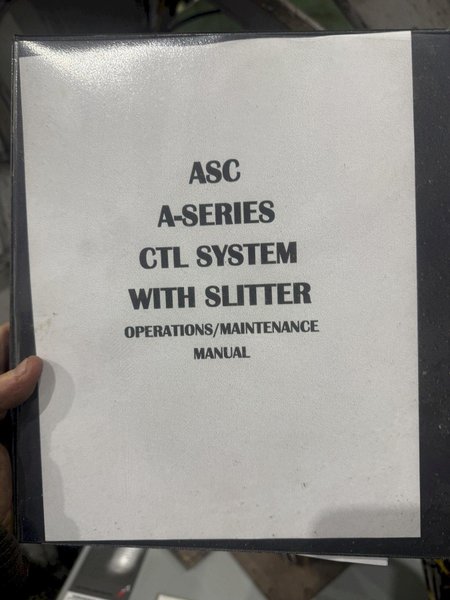 ASC
A-SERIES
CTL SYSTEM
WITH SLITTER
OPERATIONS/MAINTENANCE
MANUAL